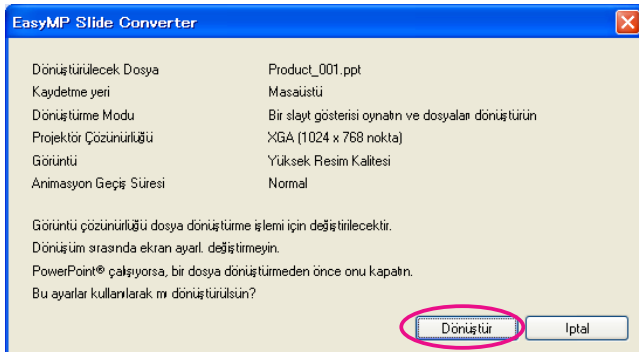 EasyMP Slide Converter
Dönüştürülecek Dosya Product_001.ppt
Kaydetme yeri Masaüstü
Dönüştürme Modu Bir slayt gösterisi oynatın ve dosyaları dönüştürün
Projektör Çözünürlüğü XGA (1024 x 768 nokta)
Görüntü Yüksek Resim Kalitesi
Animasyon Geçiş Süresi Normal
Görüntü çözünürlüğü dosya dönüştürme işlemi için değiştirilecektir.
Dönüşüm sırasında ekran ayarl. değiştirmeyin.
PowerPoint® çalışıyorsa, bir dosya dönüştürmeden önce onu kapatın.
Bu ayarlar kullanılarak mı dönüştürülsün?
Dönüştür Iptal